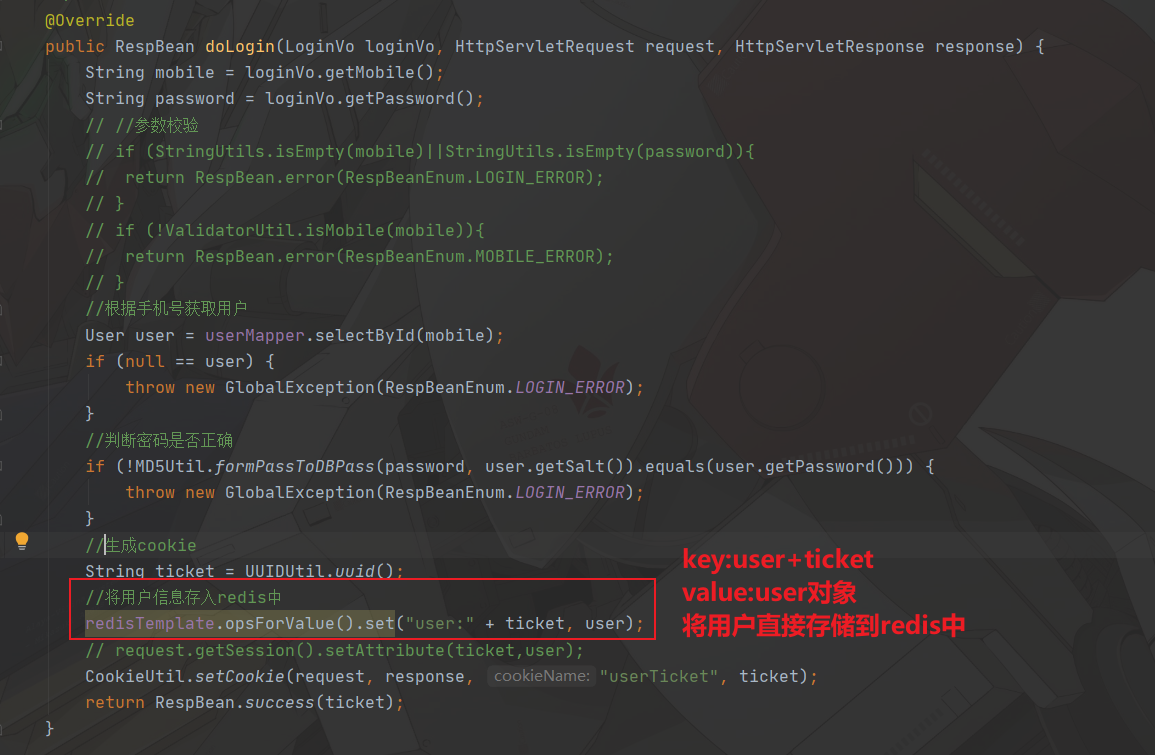 @Override
public RespBean doLogin(LoginVo loginVo, HttpServletRequest request, HttpServletResponse response) {
String mobile = loginVo.getMobile();
String password = loginVo.getPassword();
// //参数校验
// if (StringUtils.isEmpty(mobile)||StringUtils.isEmpty(password)){
//  return RespBean.error(RespBeanEnum.LOGIN_ERROR);
// }
// if (!ValidatorUtil.isMobile(mobile)){
//  return RespBean.error(RespBeanEnum.MOBILE_ERROR);
// }
//根据手机号获取用户
User user = userMapper.selectById(mobile);
if (null == user) {
throw new GlobalException(RespBeanEnum.LOGIN_ERROR);
}
//判断密码是否正确
if (!MD5Util.formPassToDBPass(password, user.getSalt()).equals(user.getPassword())) {
throw new GlobalException(RespBeanEnum.LOGIN_ERROR);
}
//生成cookie
String ticket = UUIDUtil.uuid();
//将用户信息存入redis中
redisTemplate.opsForValue().set("user:" + ticket, user);
// request.getSession().setAttribute(ticket,user);
CookieUtil.setCookie(request, response, cookieName: "userTicket", ticket);
return RespBean.success(ticket);
}
key:user+ticket
value:user对象
将用户直接存储到redis中